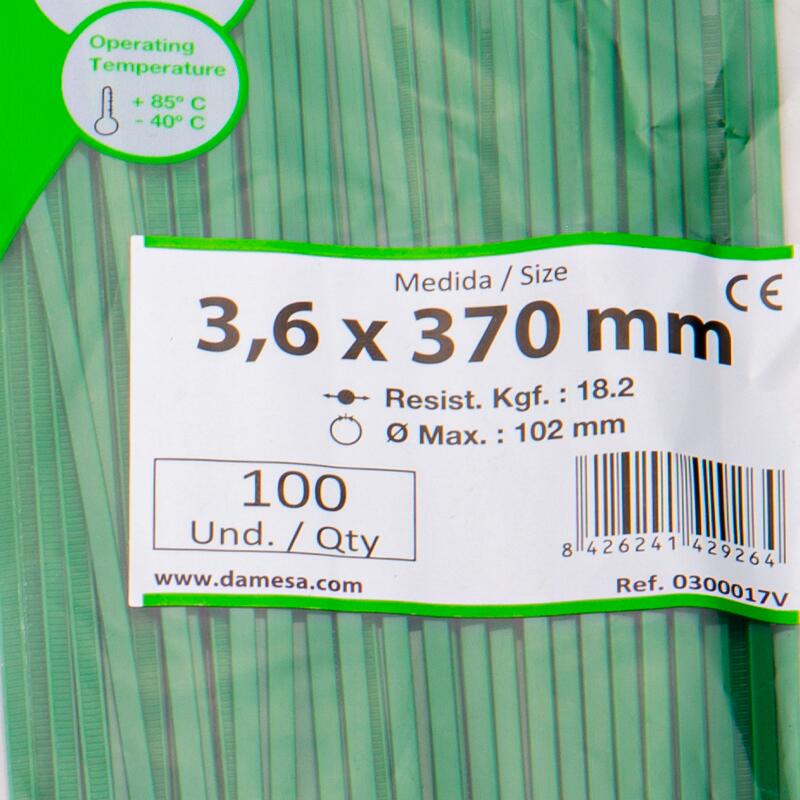 Operating
Temperature
+ 85º C
- 40º C
Medida / Size
CE
3,6 x 370 mm
Resist. Kgf. : 18.2
Ø Max. : 102 mm
100
Und. / Qty
8 426241 429264
www.damesa.com
Ref. 0300017V